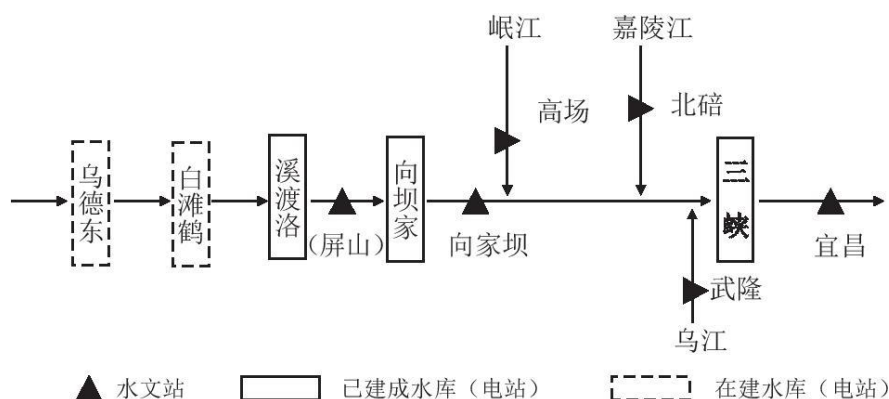 岷江
嘉陵江
高场
北碚
乌德东
白滩鹤
溪渡洛
(屏山)
向坝家
向家坝
三峡
宜昌
武隆
乌江
水文站
已建成水库（电站）
在建水库（电站）